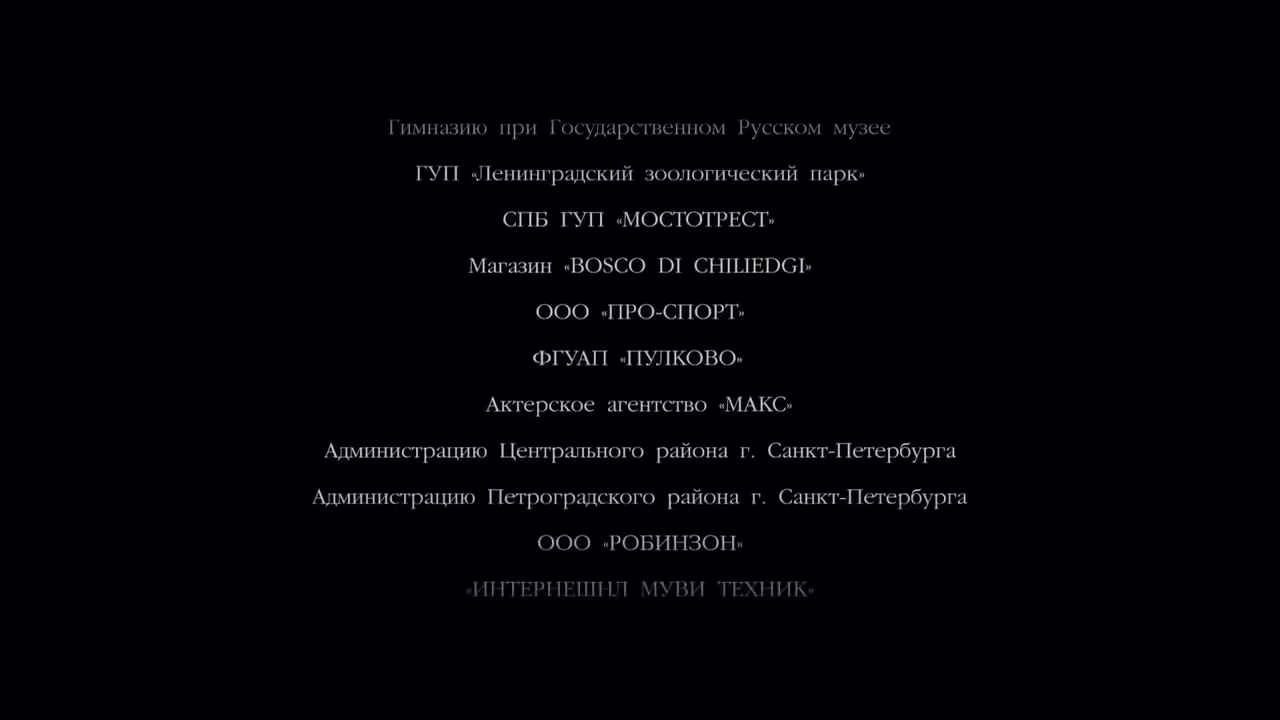 Гимназию при Государственном Русском музее
ГУП «Ленинградский зоологический парк»
СПБ ГУП «МОСТОТРЕСТ»
Магазин «BOSCO DI CHILIEDGI»
ООО «ПРО-СПОРТ»
ФГУАП «ПУЛКОВО»
Актерское агентство «МАКС»
Администрацию Центрального района г. Санкт-Петербурга
Администрацию Петроградского района г. Санкт-Петербурга
ООО «РОБИНЗОН»
«ИНТЕРНЕШНЛ МУВИ ТЕХНИК»